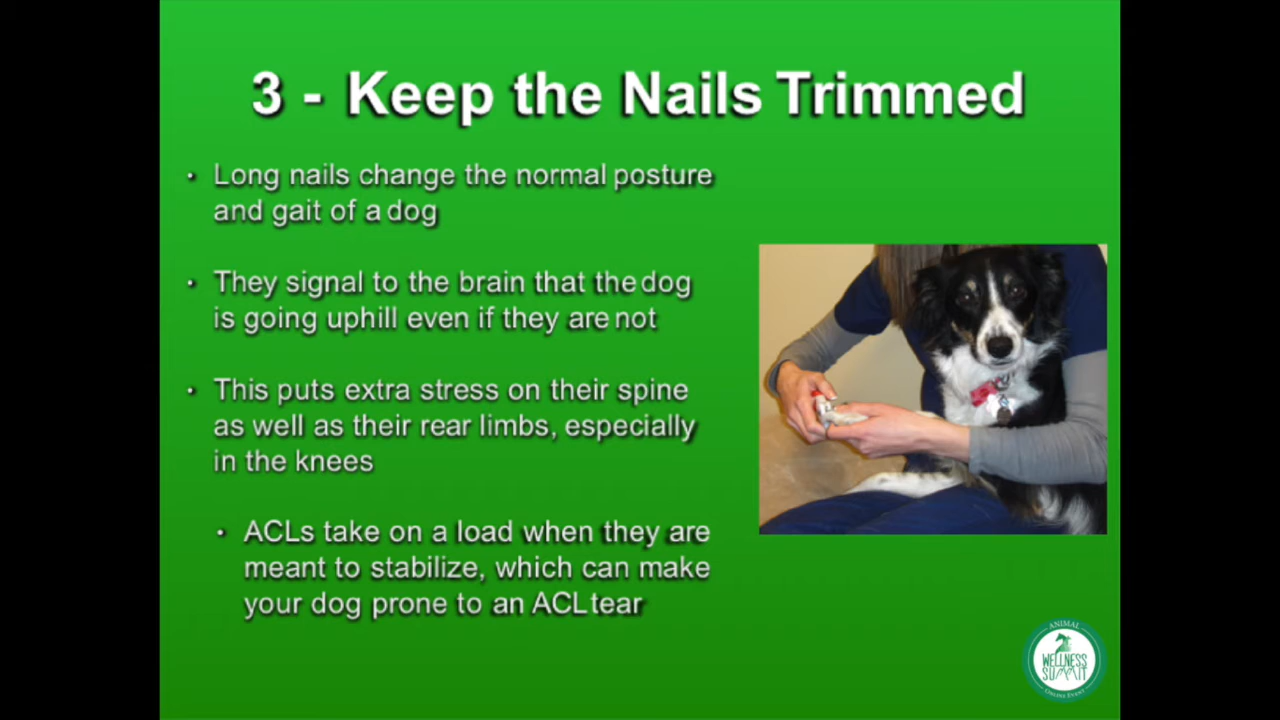 3 - Keep the Nails Trimmed
• Long nails change the normal posture
and gait of a dog
• They signal to the brain that the dog
is going uphill even if they are not
• This puts extra stress on their spine
as well as their rear limbs, especially
in the knees
• ACLs take on a load when they are
meant to stabilize, which can make
your dog prone to an ACL tear
ANIMAL
WELLNESS
SUMMIT
ONLINE EVENT